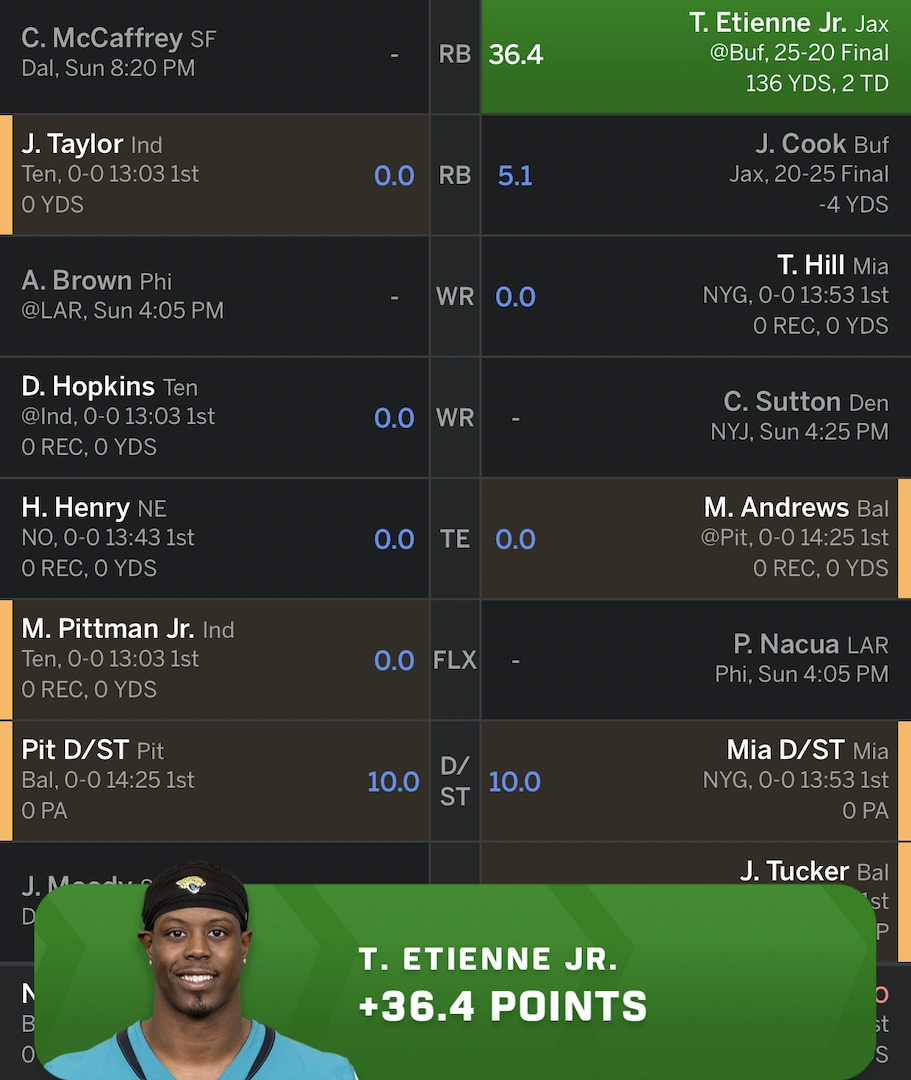 C. McCaffrey SF
Dal, Sun 8:20 PM
-
RB
36.4
T. Etienne Jr. Jax
@Buf, 25-20 Final
136 YDS, 2 TD
J. Taylor Ind
Ten, 0-0 13:03 1st
0 YDS
0.0
RB
5.1
J. Cook Buf
Jax, 20-25 Final
-4 YDS
A. Brown Phi
@LAR, Sun 4:05 PM
-
WR
0.0
T. Hill Mia
NYG, 0-0 13:53 1st
0 REC, 0 YDS
D. Hopkins Ten
@Ind, 0-0 13:03 1st
0 REC, 0 YDS
0.0
WR
-
C. Sutton Den
NYJ, Sun 4:25 PM
H. Henry NE
NO, 0-0 13:43 1st
0 REC, 0 YDS
0.0
TE
0.0
M. Andrews Bal
@Pit, 0-0 14:25 1st
0 REC, 0 YDS
M. Pittman Jr. Ind
Ten, 0-0 13:03 1st
0 REC, 0 YDS
0.0
FLX
-
P. Nacua LAR
Phi, Sun 4:05 PM
Pit D/ST Pit
Bal, 0-0 14:25 1st
0 PA
10.0
D/
ST
10.0
Mia D/ST Mia
NYG, 0-0 13:53 1st
0 PA
J.
J. Tucker Bal
T. ETIENNE JR.
+36.4 POINTS